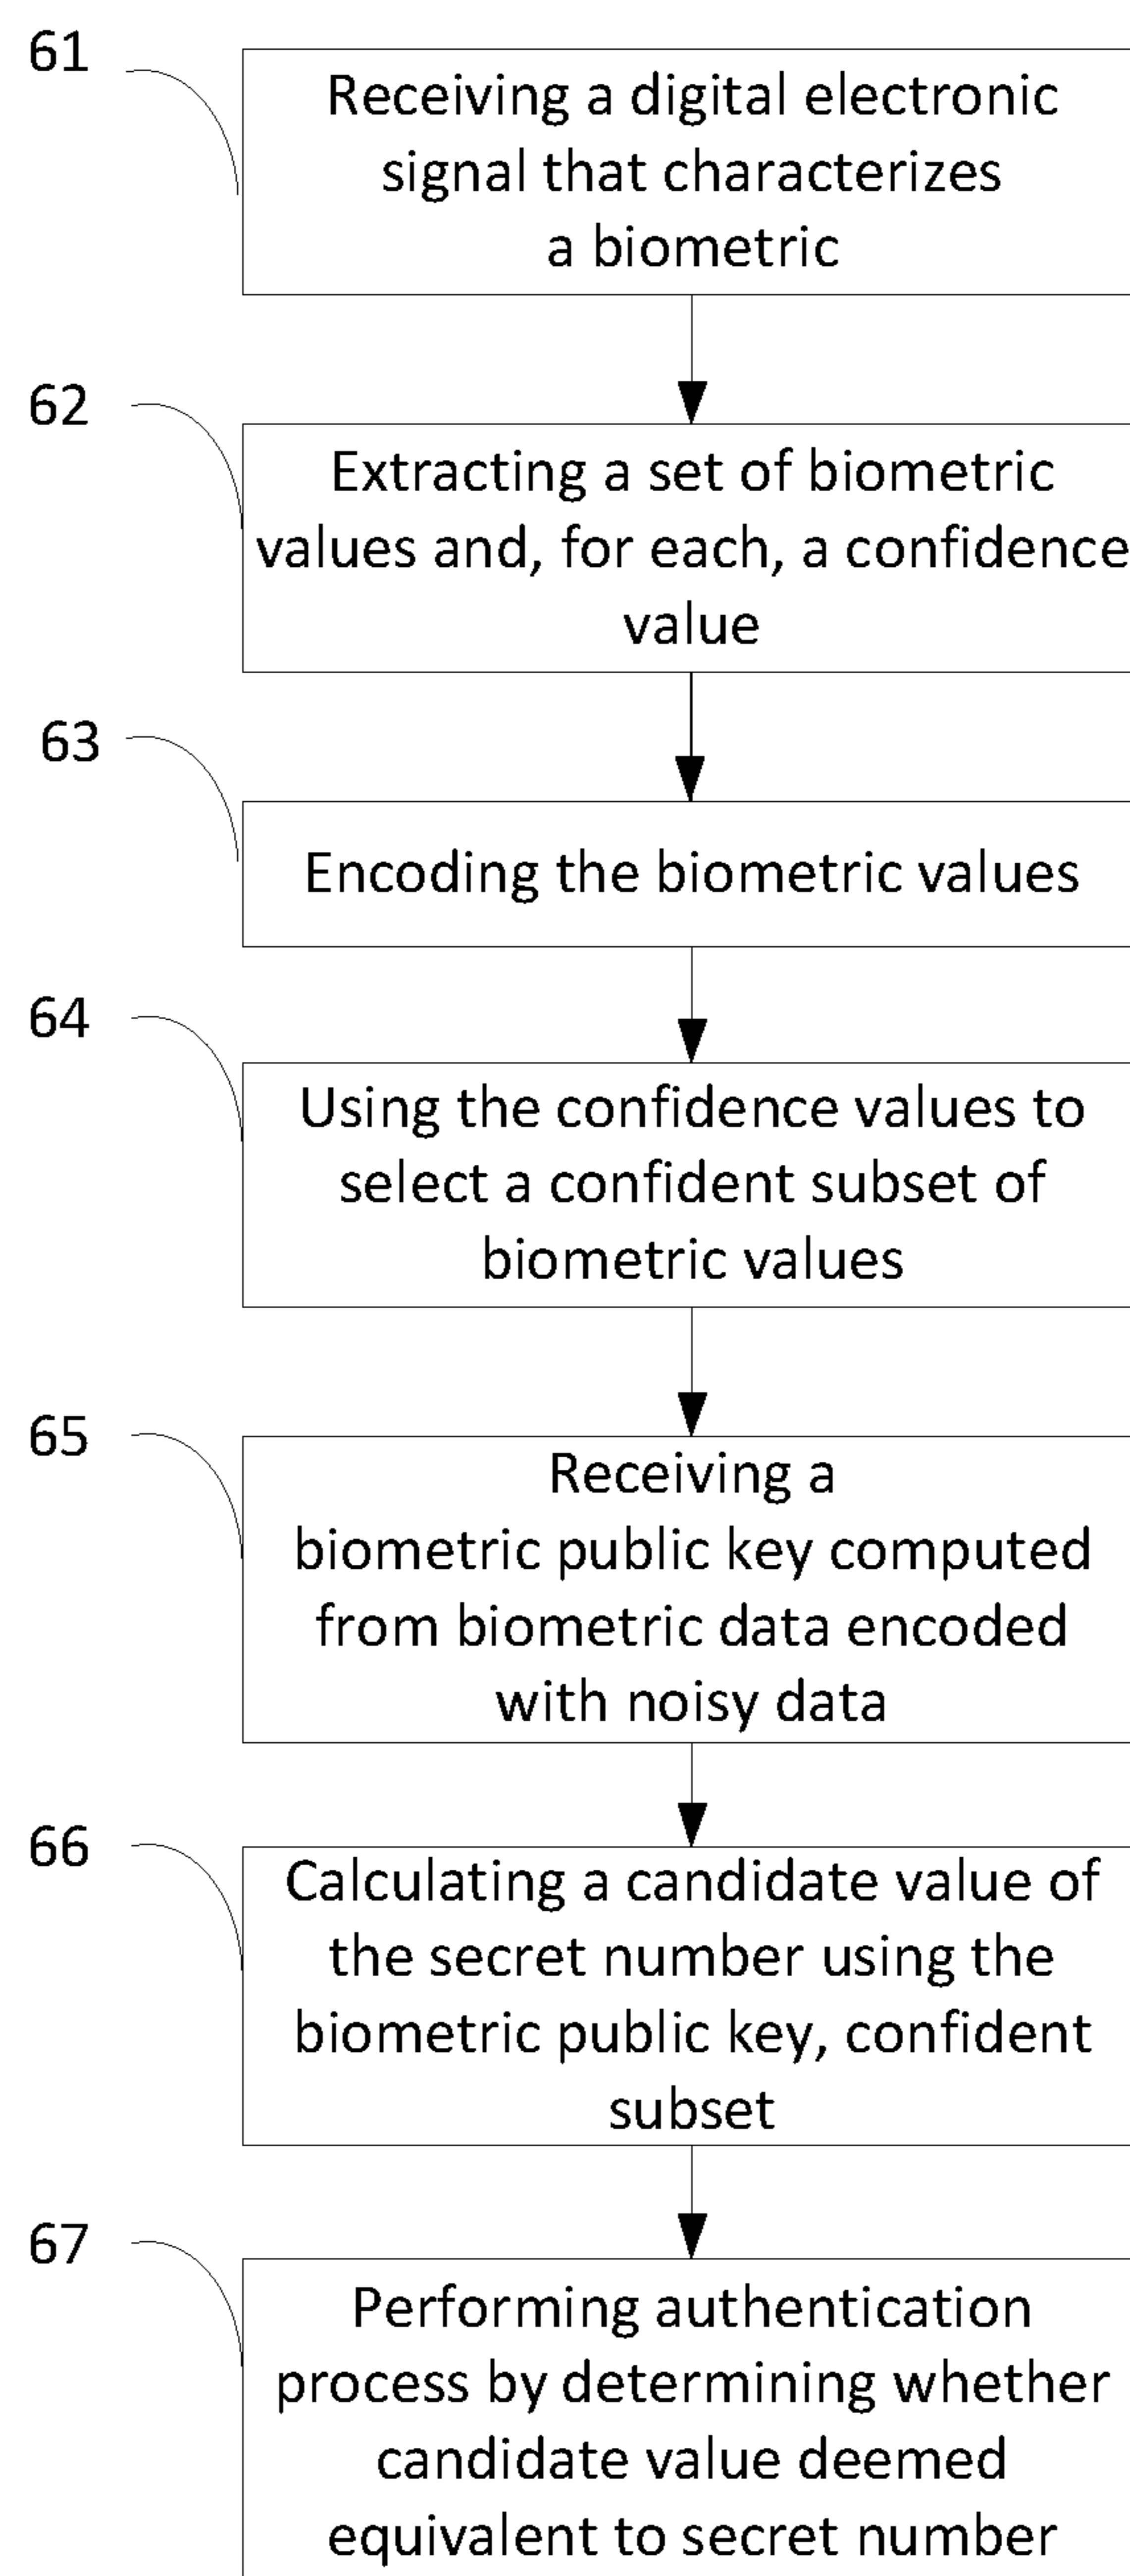 61
Receiving a digital electronic
signal that characterizes
a biometric
62
Extracting a set of biometric
values and, for each, a confidence
value
63
Encoding the biometric values
64
Using the confidence values to
select a confident subset of
biometric values
65
Receiving a
biometric public key computed
from biometric data encoded
with noisy data
66
Calculating a candidate value of
the secret number using the
biometric public key, confident
subset
67
Performing authentication
process by determining whether
candidate value deemed
equivalent to secret number